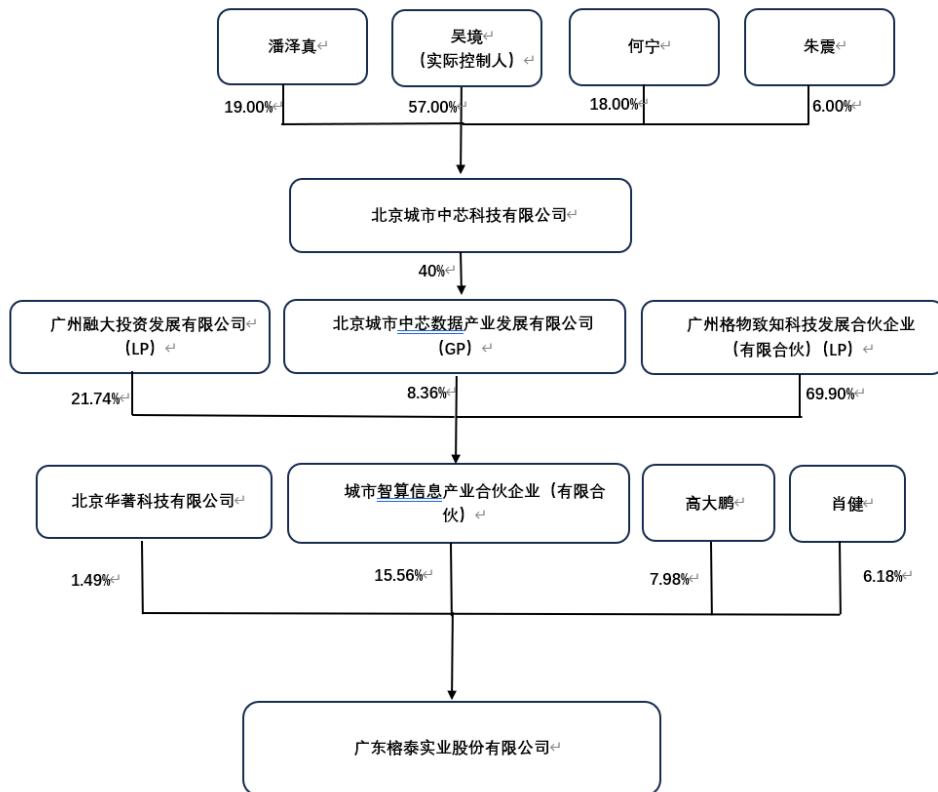 潘泽真
吴境
(实际控制人)
何宁
朱震
19.00%
57.00%
18.00%
6.00%
北京城市中芯科技有限公司
40%
广州融大投资发展有限公司
(LP)
北京城市中芯数据产业发展有限公司
(GP)
广州格物致知科技发展合伙企业
(有限合伙)(LP)
21.74%
8.36%
69.90%
北京华著科技有限公司
城市智算信息产业合伙企业(有限合
伙)
高大鹏
肖健
1.49%
15.56%
7.98%
6.18%
广东榕泰实业股份有限公司